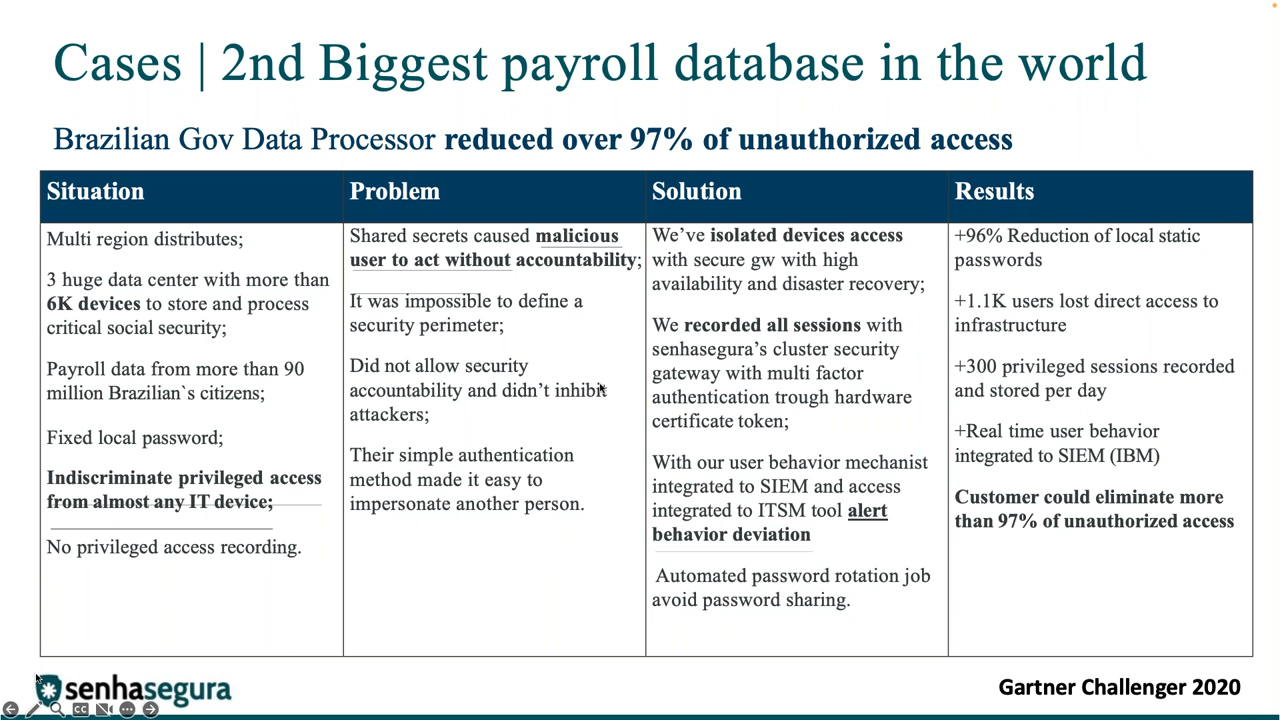 Cases | 2nd Biggest payroll database in the world
Brazilian Gov Data Processor reduced over 97% of unauthorized access
Situation
Multi region distributes;
3 huge data center with more than
6K devices to store and process
critical social security;
Payroll data from more than 90
million Brazilian`s citizens;
Fixed local password;
Indiscriminate privileged access
from almost any IT device;
No privileged access recording.
Problem
Shared secrets caused malicious
user to act without accountability;
It was impossible to define a
security perimeter;
Did not allow security
accountability and didn’t inhibit
attackers;
Their simple authentication
method made it easy to
impersonate another person.
Solution
We’ve isolated devices access
with secure gw with high
availability and disaster recovery;
We recorded all sessions with
senhasegura’s cluster security
gateway with multi factor
authentication trough hardware
certificate token;
With our user behavior mechanist
integrated to SIEM and access
integrated to ITSM tool alert
behavior deviation
Automated password rotation job
avoid password sharing.
Results
+96% Reduction of local static
passwords
+1.1K users lost direct access to
infrastructure
+300 privileged sessions recorded
and stored per day
+Real time user behavior
integrated to SIEM (IBM)
Customer could eliminate more
than 97% of unauthorized access
senhasegura
Gartner Challenger 2020
CC